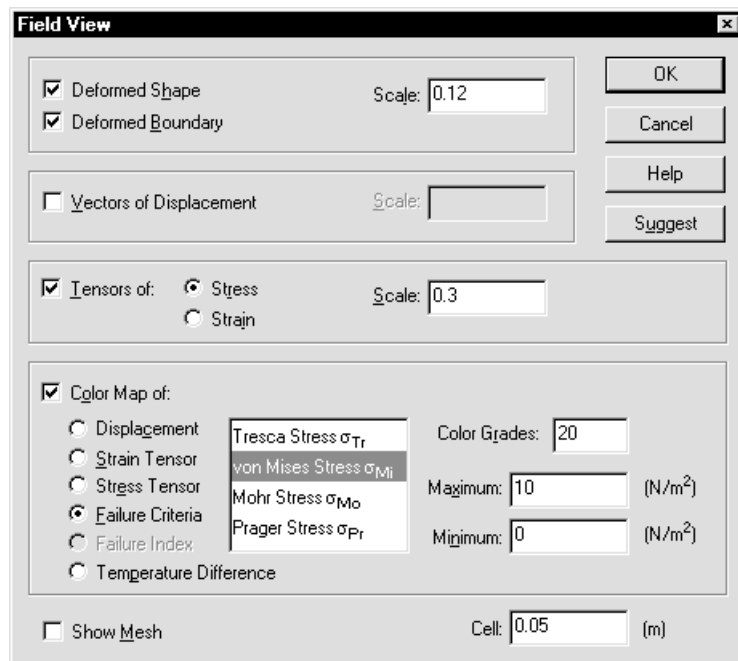 Field View
Deformed Shape Scale: 0.12 OK
Deformed Boundary Cancel
Vectors of Displacement Scale: Help
Suggest
Tensors of: Stress Scale: 0.3
Strain
Color Map of:
Displacement Tresca Stress σTr Color Grades: 20
Strain Tensor von Mises Stress σMi
Stress Tensor Maximum: 10 (N/m²)
Failure Criteria Mohr Stress σMo
Failure Index Prager Stress σPr Minimum: 0 (N/m²)
Temperature Difference
Show Mesh Cell: 0.05 (m)